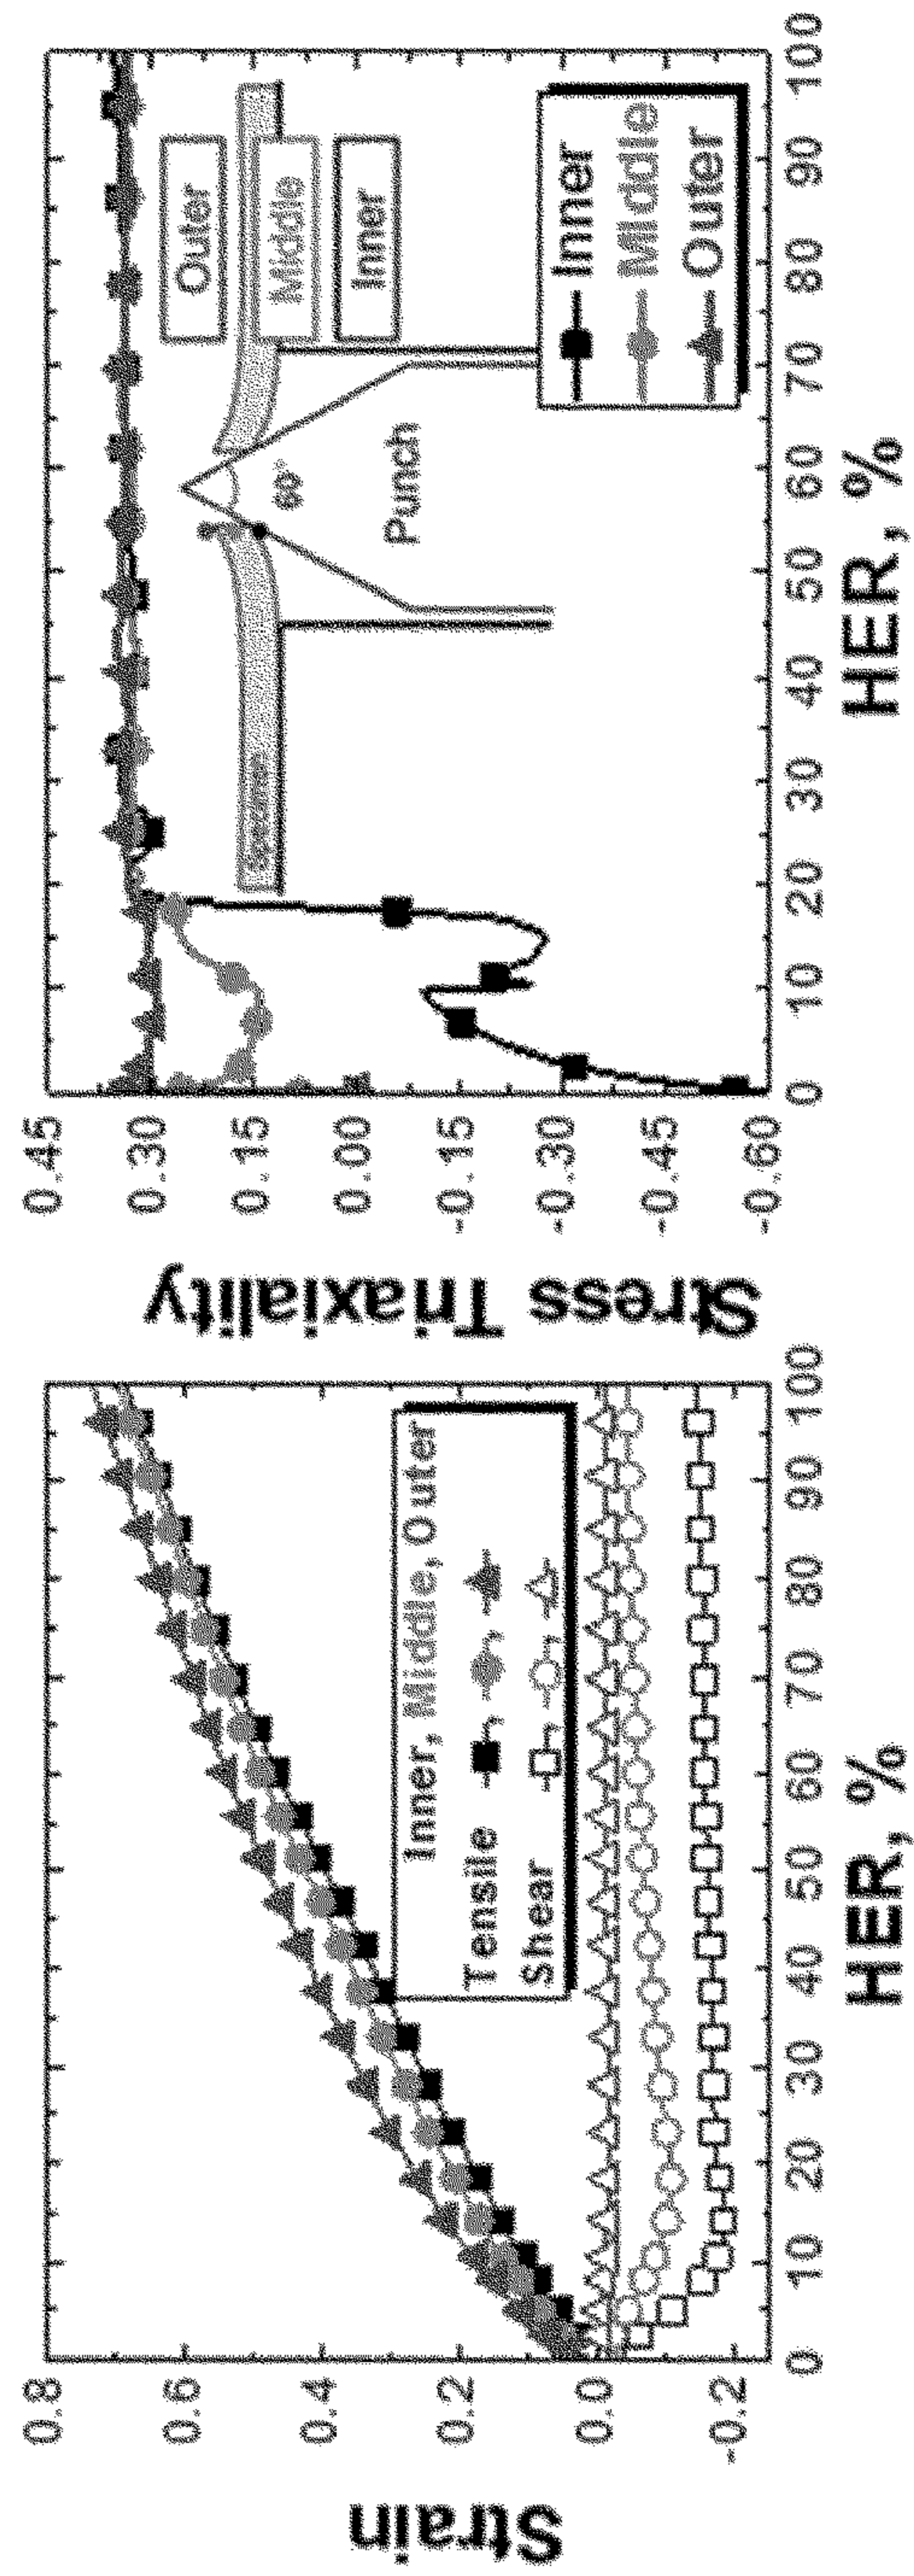 Strain
0.8
0.6
0.4
0.2
0.0
-0.2
Inner, Middle, Outer
Tensile
Shear
0 10 20 30 40 50 60 70 80 90 100
HER, %
Stress Triaxiality
0.45
0.30
0.15
0.00
-0.15
-0.30
-0.45
-0.60
Outer
Middle
Inner
Specimen
60°
Punch
Inner
Middle
Outer
0 10 20 30 40 50 60 70 80 90 100
HER, %